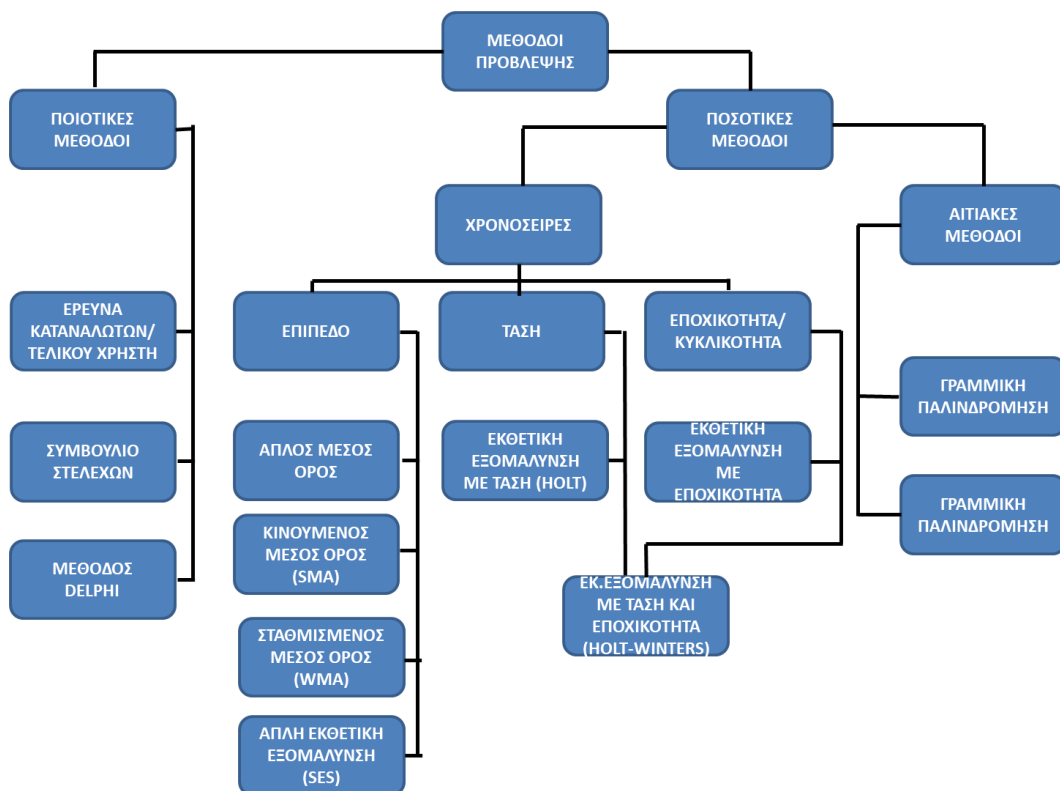 ΜΕΘΟΔΟΙ
ΠΡΟΒΛΕΨΗΣ
ΠΟΙΟΤΙΚΕΣ
ΜΕΘΟΔΟΙ
ΠΟΣΟΤΙΚΕΣ
ΜΕΘΟΔΟΙ
ΧΡΟΝΟΣΕΙΡΕΣ
ΑΙΤΙΑΚΕΣ
ΜΕΘΟΔΟΙ
ΕΡΕΥΝΑ
ΚΑΤΑΝΑΛΩΤΩΝ/
ΤΕΛΙΚΟΥ ΧΡΗΣΤΗ
ΕΠΙΠΕΔΟ
ΤΑΣΗ
ΕΠΟΧΙΚΟΤΗΤΑ/
ΚΥΚΛΙΚΟΤΗΤΑ
ΓΡΑΜΜΙΚΗ
ΠΑΛΙΝΔΡΟΜΗΣΗ
ΣΥΜΒΟΥΛΙΟ
ΣΤΕΛΕΧΩΝ
ΑΠΛΟΣ ΜΕΣΟΣ
ΟΡΟΣ
ΕΚΘΕΤΙΚΗ
ΕΞΟΜΑΛΥΝΣΗ
ΜΕ ΤΑΣΗ (HOLT)
ΕΚΘΕΤΙΚΗ
ΕΞΟΜΑΛΥΝΣΗ
ΜΕ
ΕΠΟΧΙΚΟΤΗΤΑ
ΓΡΑΜΜΙΚΗ
ΠΑΛΙΝΔΡΟΜΗΣΗ
ΜΕΘΟΔΟΣ
DELPHI
ΚΙΝΟΥΜΕΝΟΣ
ΜΕΣΟΣ ΟΡΟΣ
(SMA)
ΕΚ.ΕΞΟΜΑΛΥΝΣΗ
ΜΕ ΤΑΣΗ ΚΑΙ
ΕΠΟΧΙΚΟΤΗΤΑ
(HOLT-WINTERS)
ΣΤΑΘΜΙΣΜΕΝΟΣ
ΜΕΣΟΣ ΟΡΟΣ
(WMA)
ΑΠΛΗ ΕΚΘΕΤΙΚΗ
ΕΞΟΜΑΛΥΝΣΗ
(SES)